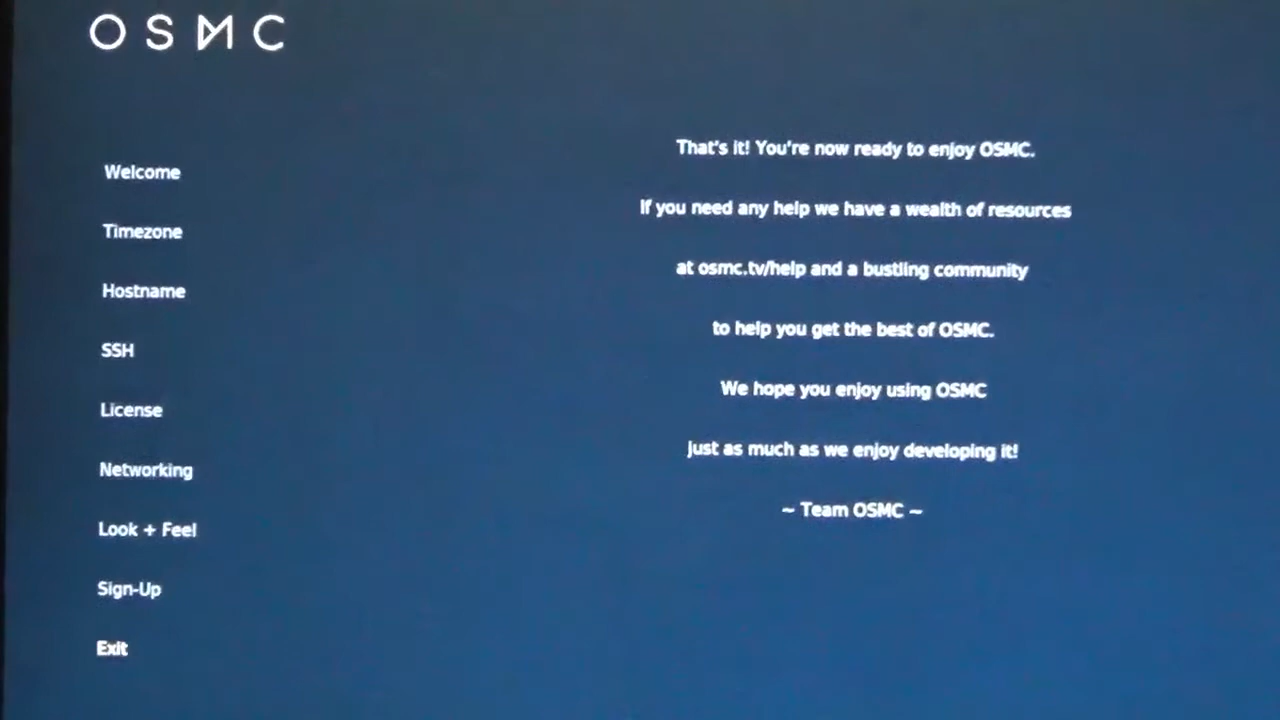 OSMC
Welcome
Timezone
Hostname
SSH
License
Networking
Look + Feel
Sign-Up
Exit
That's it! You're now ready to enjoy OSMC.
If you need any help we have a wealth of resources
at osmc.tv/help and a bustling community
to help you get the best of OSMC.
We hope you enjoy using OSMC
Just as much as we enjoy developing it!
~ Team OSMC ~